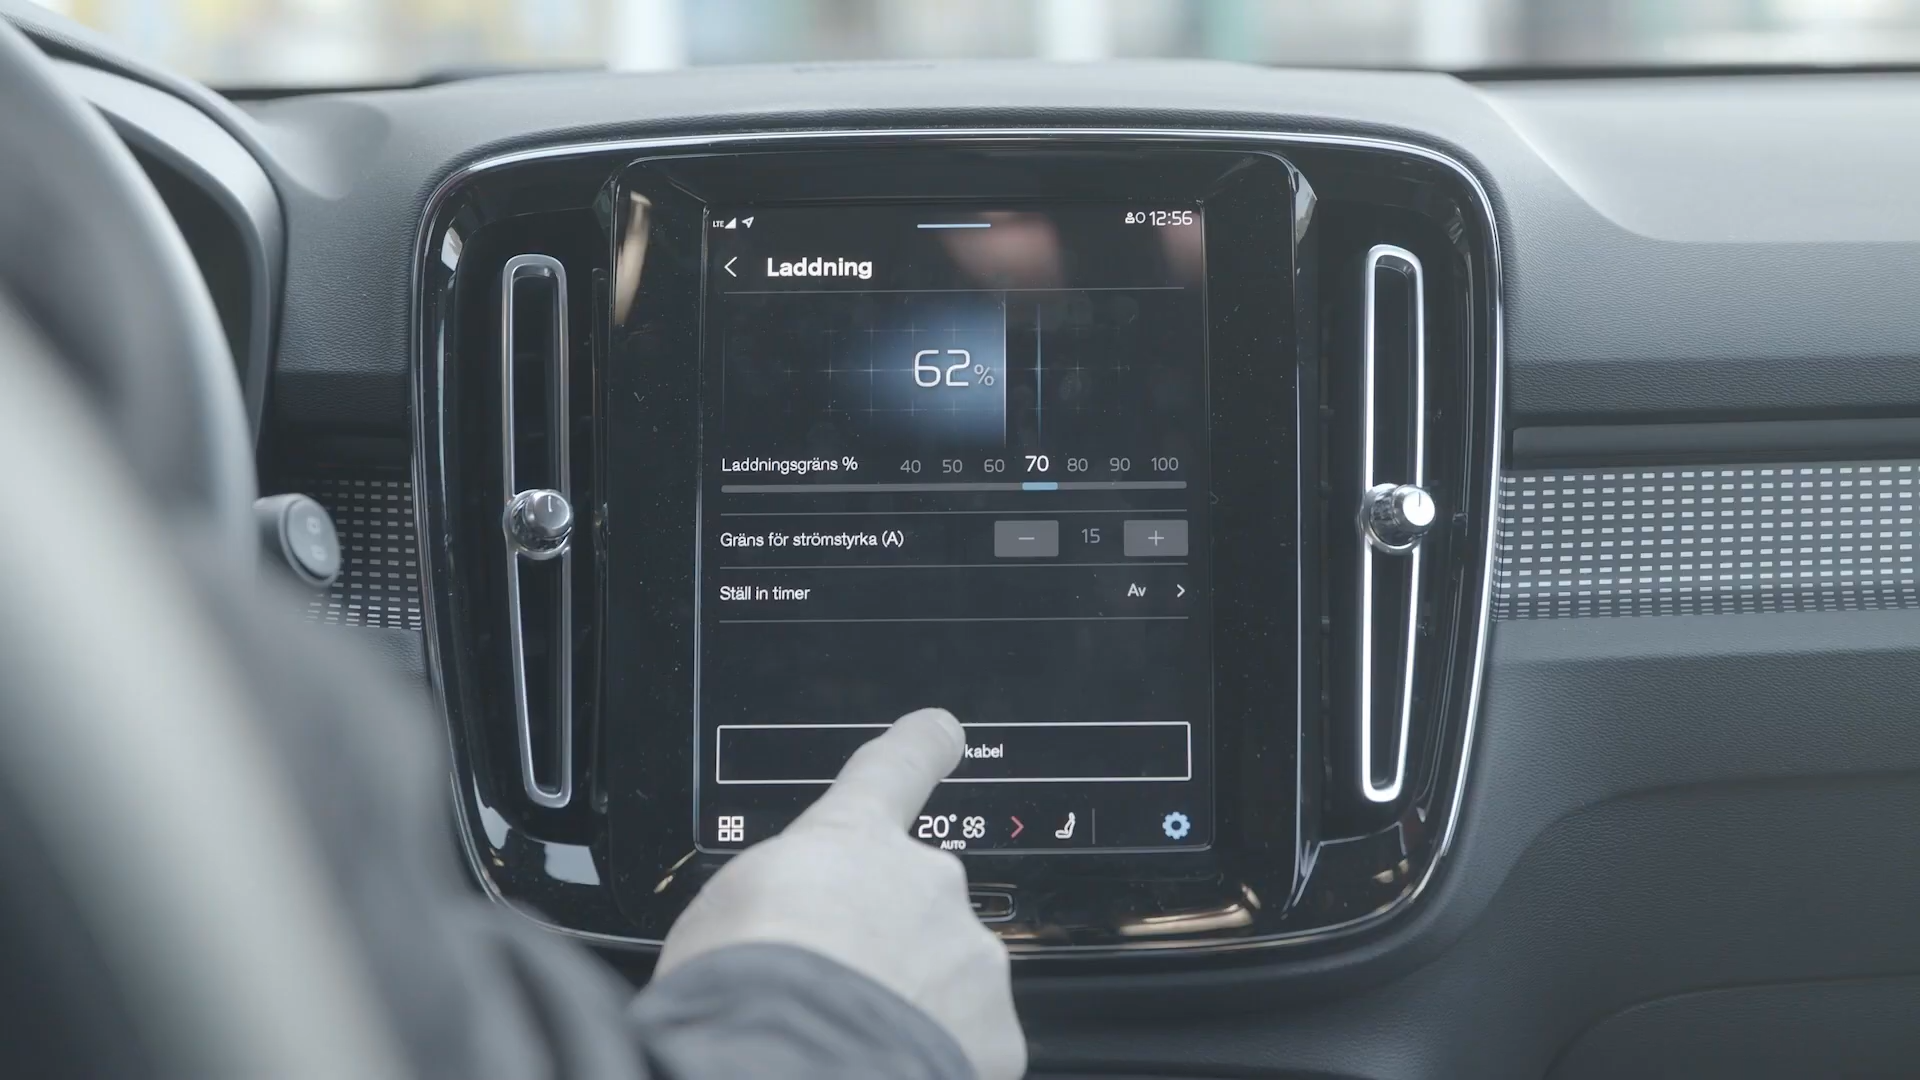 LTE 12:56
Laddning
62%
Laddningsgräns % 40 50 60 70 80 90 100
Gräns för strömstyrka (A) − 15 +
Ställ in timer Av
kabel
20°
AUTO